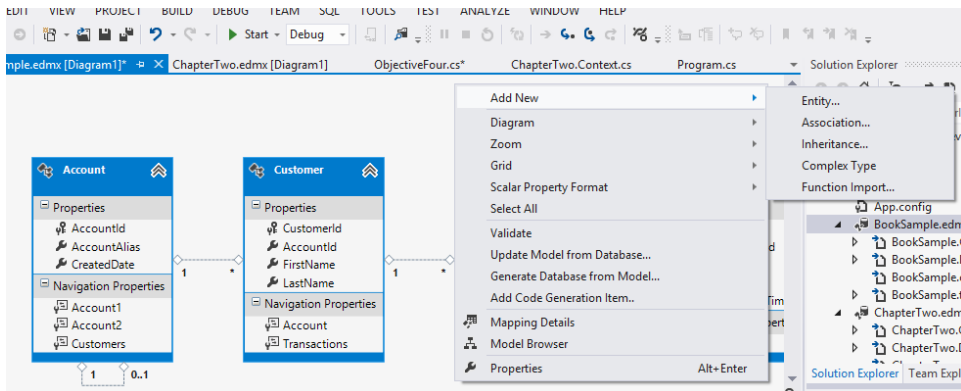 EDIT VIEW PROJECT BUILD DEBUG TEAM SQL TOOLS TEST ANALYZE WINDOW HELP
Start Debug
mple.edmx [Diagram1]* ChapterTwo.edmx [Diagram1] ObjectiveFour.cs* ChapterTwo.Context.cs Program.cs
Solution Explorer
Add New
Diagram
Zoom
Grid
Scalar Property Format
Select All
Validate
Update Model from Database...
Generate Database from Model...
Add Code Generation Item..
Mapping Details
Model Browser
Properties Alt+Enter
Entity...
Association...
Inheritance...
Complex Type
Function Import...
Account
Properties
AccountId
AccountAlias
CreatedDate
Navigation Properties
Account1
Account2
Customers
1 0..1
1 *
Customer
Properties
CustomerId
AccountId
FirstName
LastName
Navigation Properties
Account
Transactions
1 *
App.config
BookSample.edm
BookSample.
BookSample.
BookSample.
BookSample.t
ChapterTwo.edm
ChapterTwo.
ChapterTwo.
Solution Explorer Team Expl